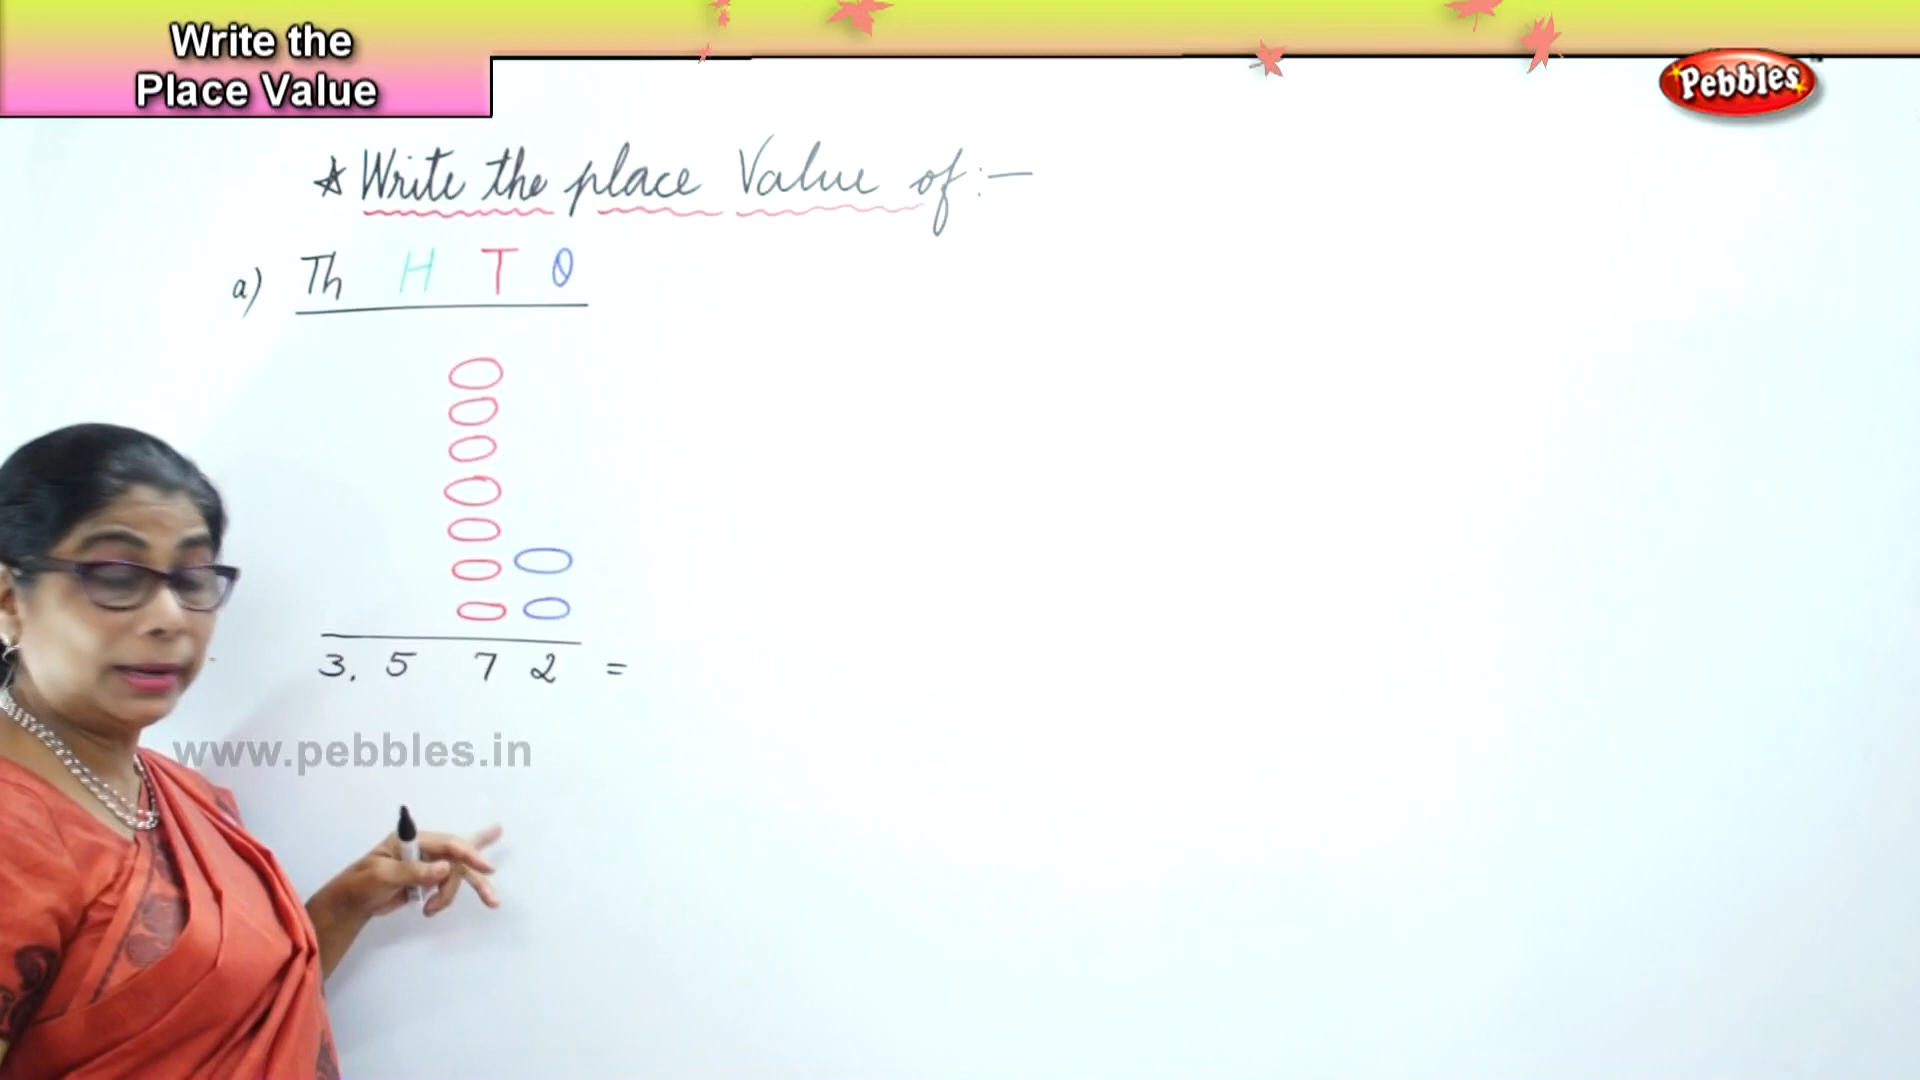 Write the
Place Value
Pebbles
* Write the place Value of:-
a) Th H T O
3, 5 7 2 =
www.pebbles.in